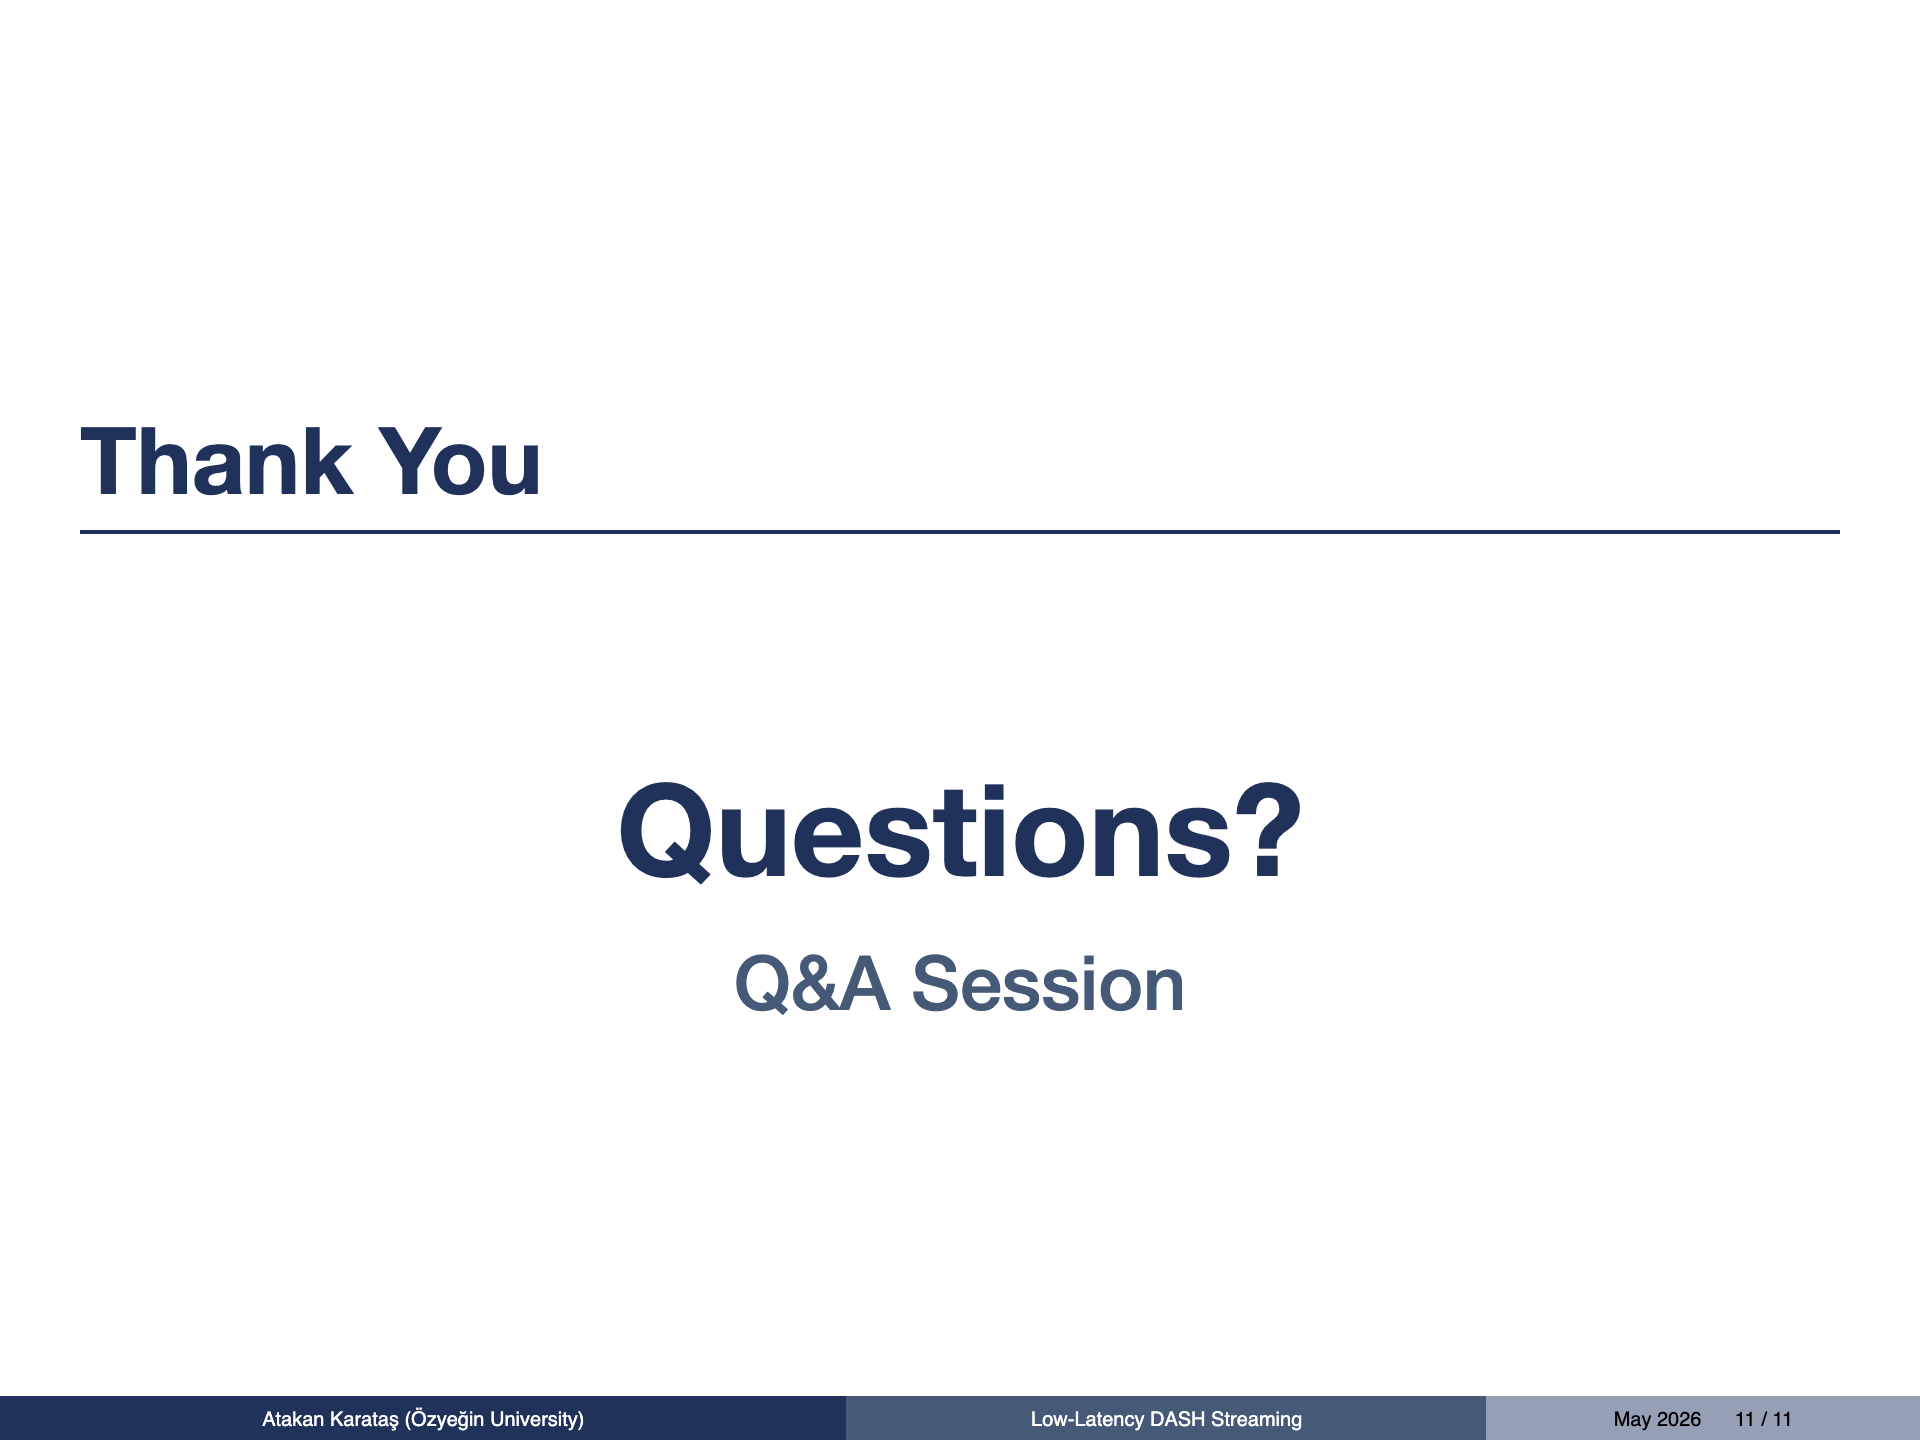 Thank You
Questions?
Q&A Session
Atakan Karataş (Özyeğin University)
Low-Latency DASH Streaming
May 2026 11 / 11